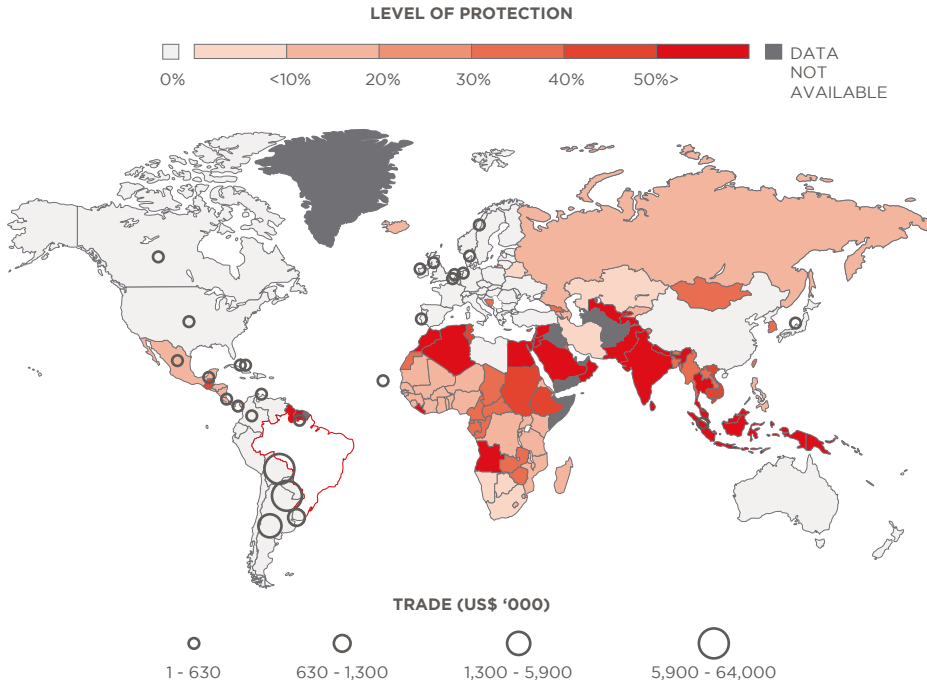 LEVEL OF PROTECTION
0% <10% 20% 30% 40% 50%> DATA
NOT
AVAILABLE
TRADE (US$ ‘000)
1 - 630 630 - 1,300 1,300 - 5,900 5,900 - 64,000